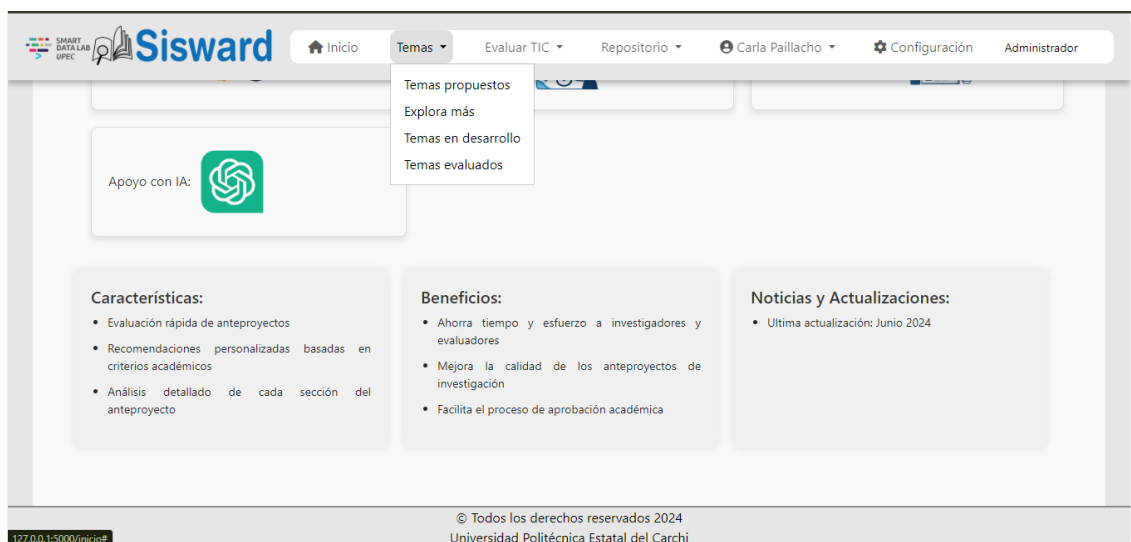 SMART
DATA LAB
UPEC
Sisward
Inicio
Temas
Evaluar TIC
Repositorio
Carla Paillacho
Configuración
Administrador
Temas propuestos
Explora más
Temas en desarrollo
Temas evaluados
Apoyo con IA:
Características:
• Evaluación rápida de anteproyectos
• Recomendaciones personalizadas basadas en
criterios académicos
• Análisis detallado de cada sección del
anteproyecto
Beneficios:
• Ahorra tiempo y esfuerzo a investigadores y
evaluadores
• Mejora la calidad de los anteproyectos de
investigación
• Facilita el proceso de aprobación académica
Noticias y Actualizaciones:
• Ultima actualización: Junio 2024
© Todos los derechos reservados 2024
Universidad Politécnica Estatal del Carchi
127.0.0.1:5000/inicio#